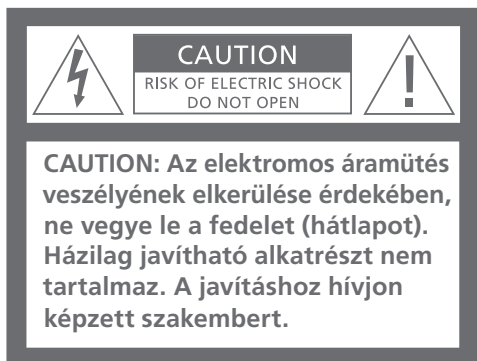 CAUTION
RISK OF ELECTRIC SHOCK
DO NOT OPEN
CAUTION: Az elektromos áramütés
veszélyének elkerülése érdekében,
ne vegye le a fedelet (hátlapot).
Házilag javítható alkatrészt nem
tartalmaz. A javításhoz hívjon
képzett szakembert.